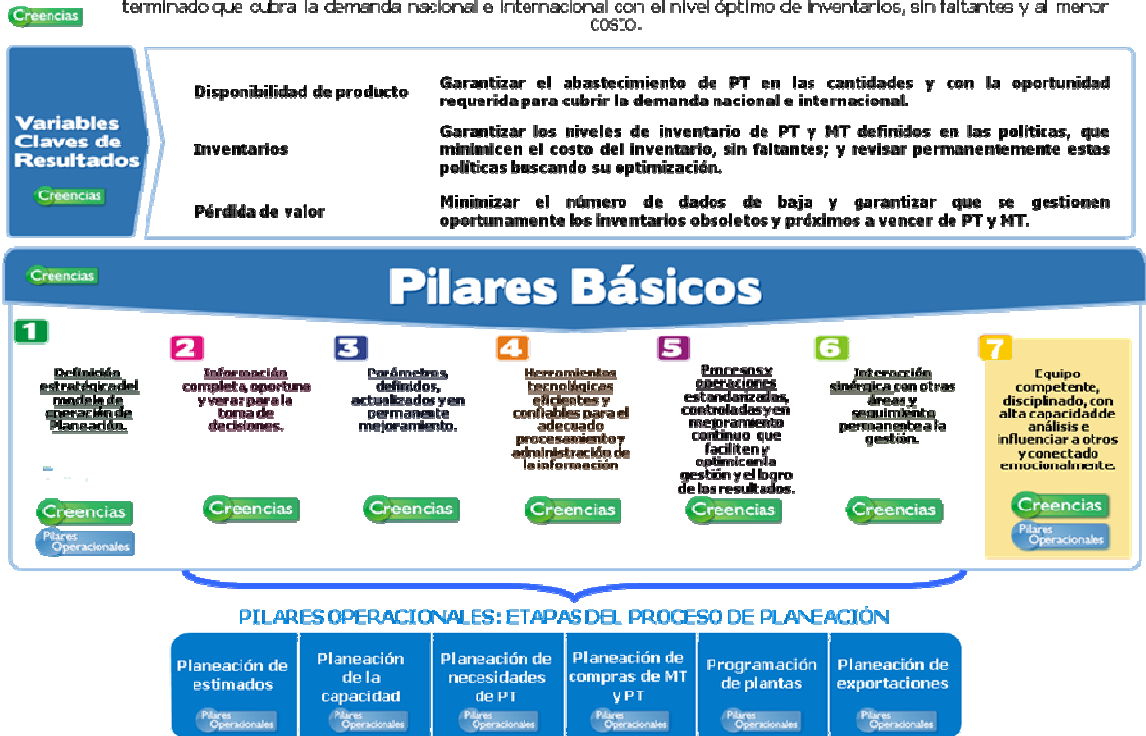 Creencias
terminado que cubra la demanda nacional e internacional con el nivel óptimo de inventarios, sin faltantes y al menor
costo.
Variables
Claves de
Resultados
Creencias
Disponibilidad de producto
Garantizar el abastecimiento de PT en las cantidades y con la oportunidad
requerida para cubrir la demanda nacional e internacional.
Inventarios
Garantizar los niveles de inventario de PT y MT definidos en las políticas, que
minimicen el costo del inventario, sin faltantes; y revisar permanentemente estas
políticas buscando su optimización.
Pérdida de valor
Minimizar el número de dados de baja y garantizar que se gestionen
oportunamente los inventarios obsoletos y próximos a vencer de PT y MT.
Creencias
Pilares Básicos
1
Definición
estratégica del
modelo de
operación de
Planeación.
Creencias
Pilares
Operacionales
2
Información
completa, oportuna
y veraz para la
toma de
decisiones.
Creencias
3
Parámetros,
definidos,
actualizados y en
permanente
mejoramiento.
Creencias
4
Herramientas
tecnológicas
eficientes y
confiables para el
adecuado
procesamiento y
administración de
la información
Creencias
5
Procesos y
operaciones
estandarizadas,
controladas y en
mejoramiento
continuo que
faciliten y
optimicen la
gestión y el logro
de los resultados.
Creencias
6
Interacción
sinérgica con otras
áreas y
seguimiento
permanente a la
gestión.
Creencias
7
Equipo
competente,
disciplinado, con
alta capacidad de
análisis e
influenciar a otros
y conectado
emocionalmente.
Creencias
Pilares
Operacionales
PILARES OPERACIONALES: ETAPAS DEL PROCESO DE PLANEACIÓN
Planeación de
estimados
Pilares
Operacionales
Planeación
de la
capacidad
Pilares
Operacionales
Planeación de
necesidades
de PT
Pilares
Operacionales
Planeación de
compras de MT
y PT
Pilares
Operacionales
Programación
de plantas
Pilares
Operacionales
Planeación de
exportaciones
Pilares
Operacionales